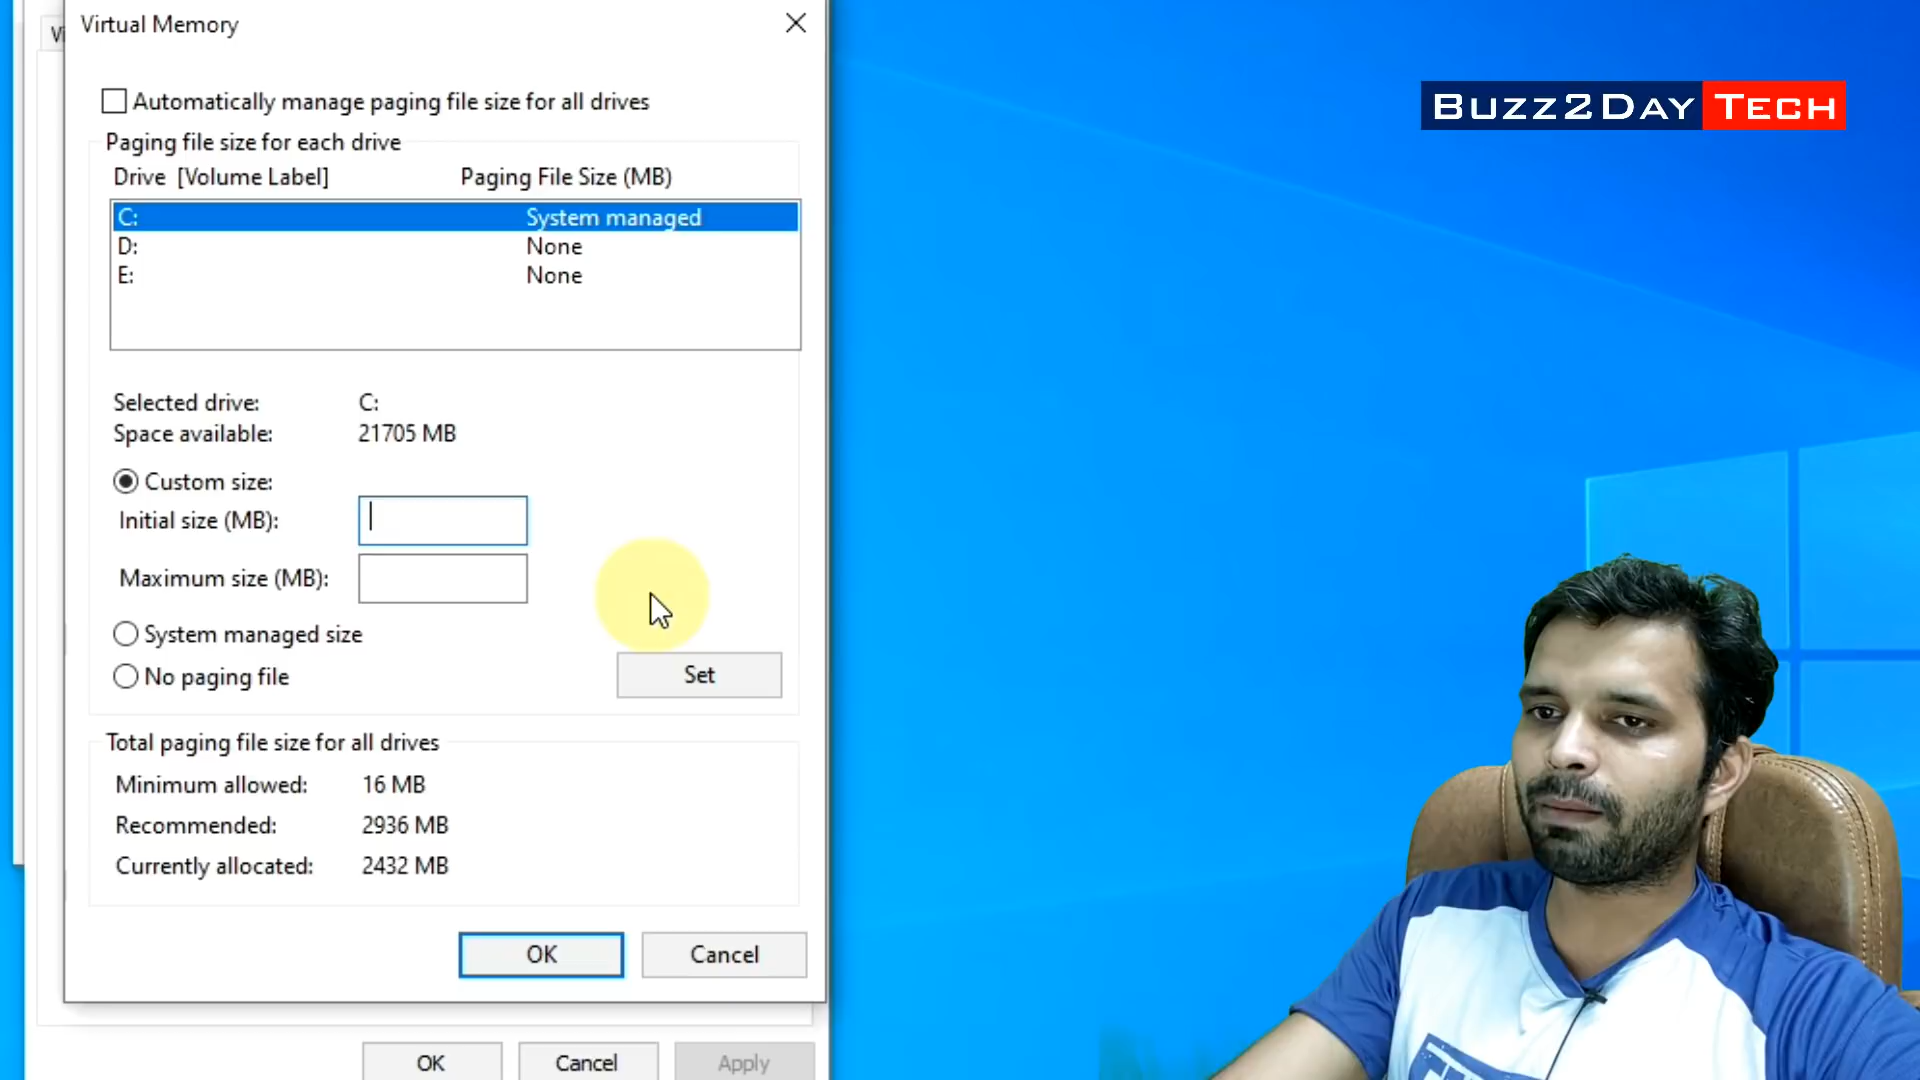 Virtual Memory
Automatically manage paging file size for all drives
Paging file size for each drive
Drive [Volume Label] Paging File Size (MB)
C: System managed
D: None
E: None
Selected drive: C:
Space available: 21705 MB
Custom size:
Initial size (MB):
Maximum size (MB):
System managed size
No paging file
Set
Total paging file size for all drives
Minimum allowed: 16 MB
Recommended: 2936 MB
Currently allocated: 2432 MB
OK Cancel
OK Cancel Apply
Buzz2Day Tech